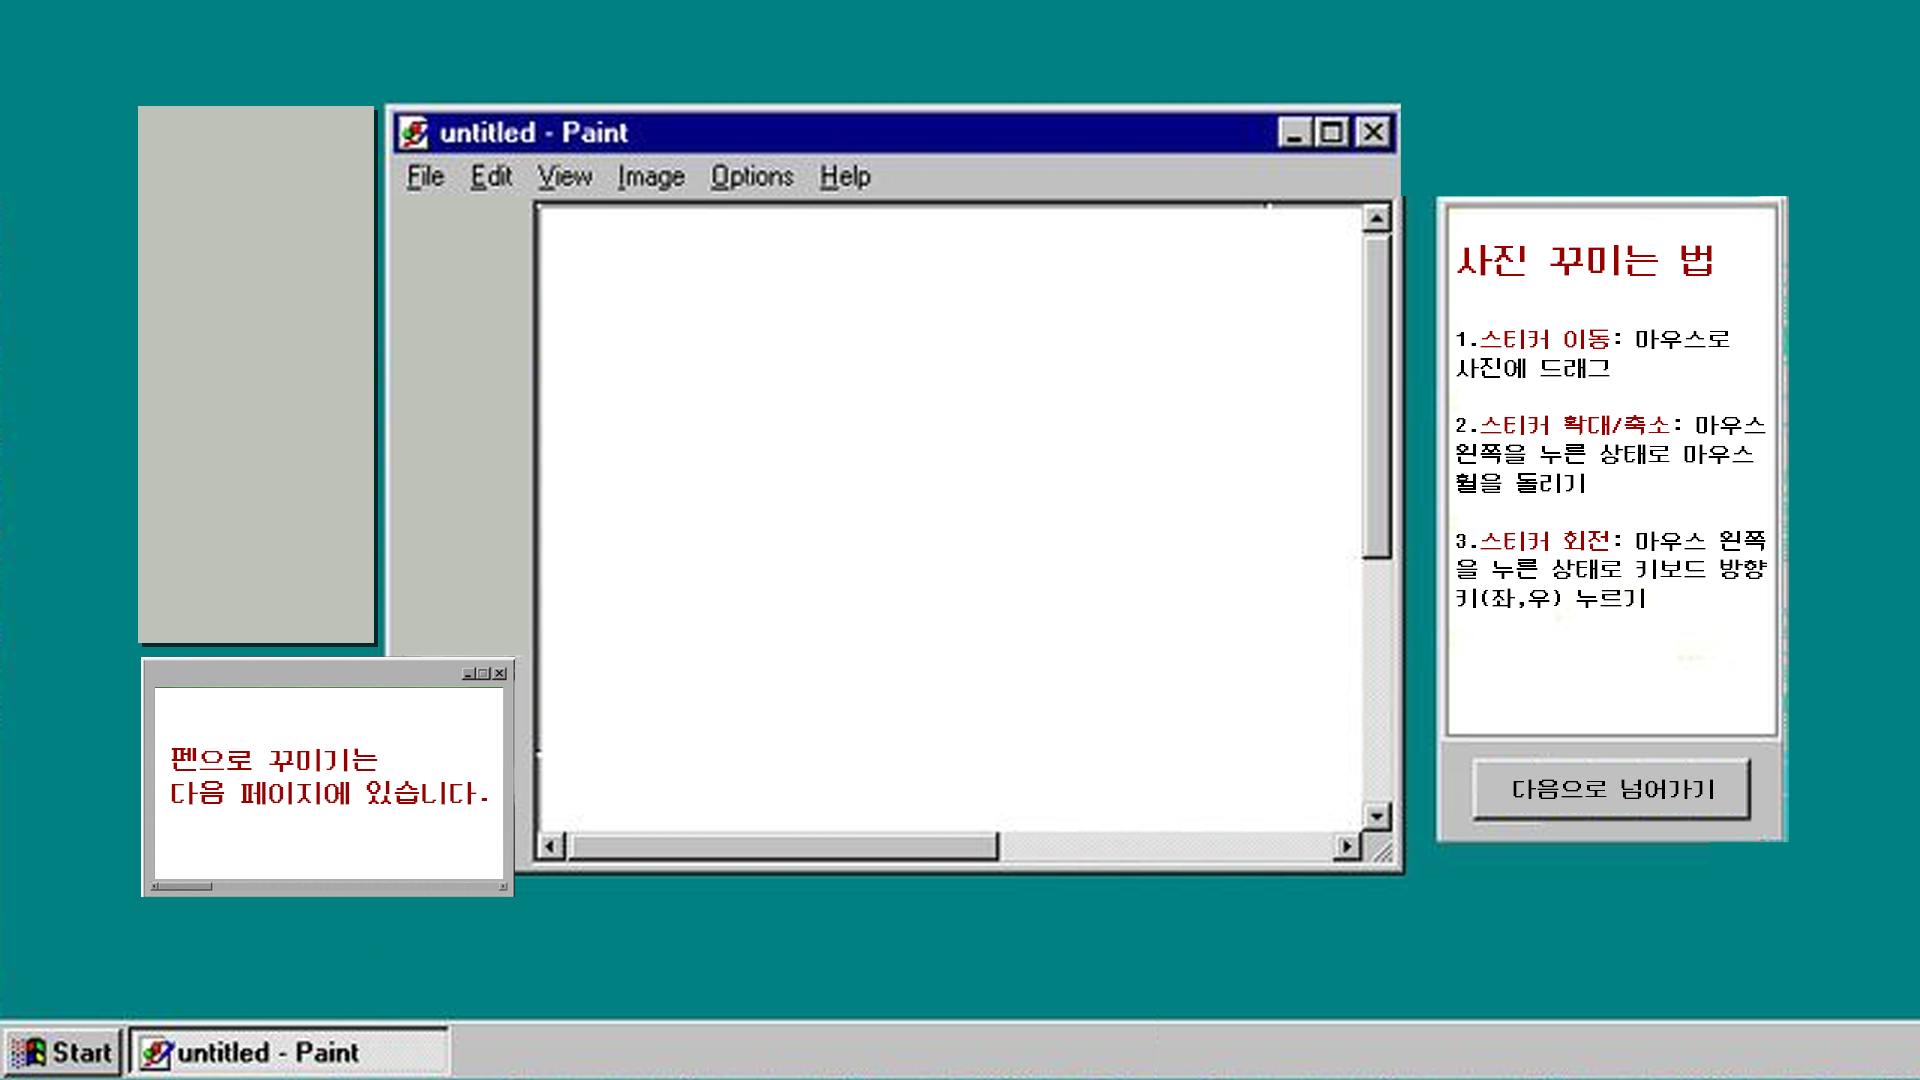 untitled - Paint
File Edit View Image Options Help
사진 꾸미는 법
1.스티커 이동: 마우스로
사진에 드래그
2.스티커 확대/축소: 마우스
왼쪽을 누른 상태로 마우스
휠을 돌리기
3.스티커 회전: 마우스 왼쪽
을 누른 상태로 키보드 방향
키(좌,우) 누르기
다음으로 넘어가기
펜으로 꾸미기는
다음 페이지에 있습니다.
Start
untitled - Paint